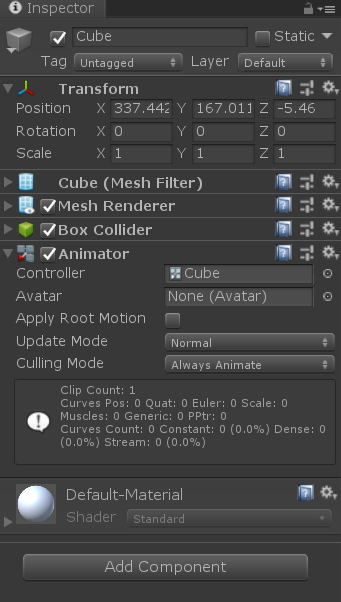 Inspector
Cube Static
Tag Untagged Layer Default
Transform
Position X 337.442 Y 167.011 Z -5.46
Rotation X 0 Y 0 Z 0
Scale X 1 Y 1 Z 1
Cube (Mesh Filter)
Mesh Renderer
Box Collider
Animator
Controller Cube
Avatar None (Avatar)
Apply Root Motion
Update Mode Normal
Culling Mode Always Animate
Clip Count: 1
Curves Pos: 0 Quat: 0 Euler: 0 Scale: 0
Muscles: 0 Generic: 0 PPtr: 0
Curves Count: 0 Constant: 0 (0.0%) Dense: 0
(0.0%) Stream: 0 (0.0%)
Default-Material
Shader Standard
Add Component